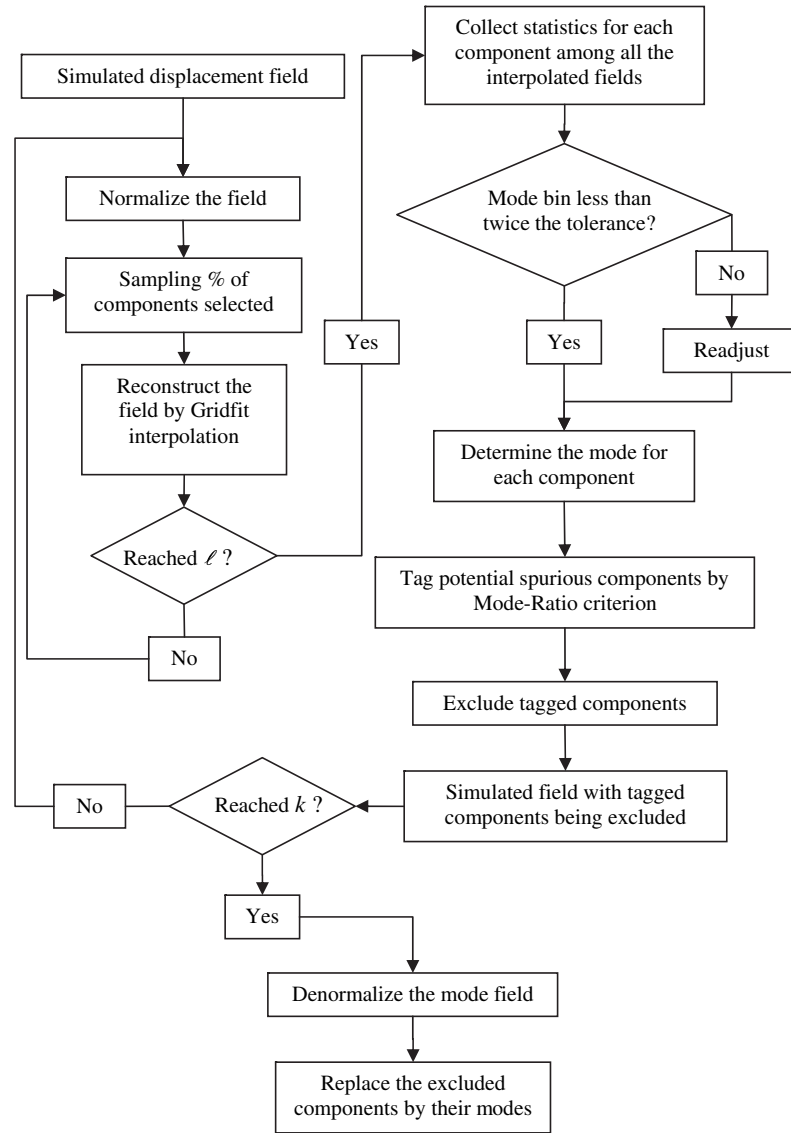 Simulated displacement field
Normalize the field
Sampling % of
components selected
Reconstruct the
field by Gridfit
interpolation
Reached ℓ ?
No
Yes
Collect statistics for each
component among all the
interpolated fields
Mode bin less than
twice the tolerance?
No
Readjust
Yes
Determine the mode for
each component
Tag potential spurious components by
Mode-Ratio criterion
Exclude tagged components
Simulated field with tagged
components being excluded
Reached k ?
No
Yes
Denormalize the mode field
Replace the excluded
components by their modes